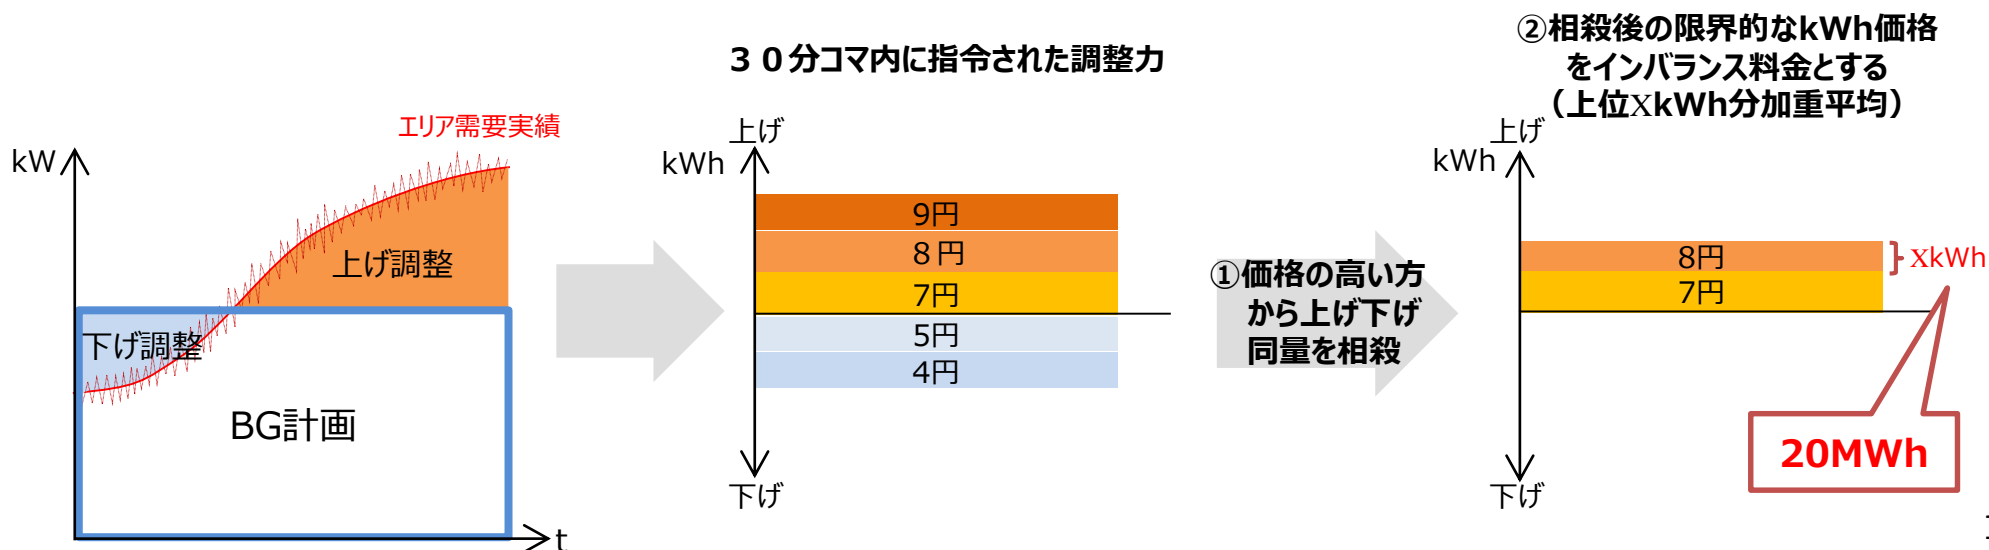 kW
エリア需要実績
上げ調整
下げ調整
BG計画
t
３０分コマ内に指令された調整力
上げ
kWh
9円
８円
7円
5円
4円
下げ
①価格の高い方
から上げ下げ
同量を相殺
②相殺後の限界的なkWh価格
をインバランス料金とする
（上位XkWh分加重平均）
上げ
kWh
8円
7円
XkWh
20MWh
下げ